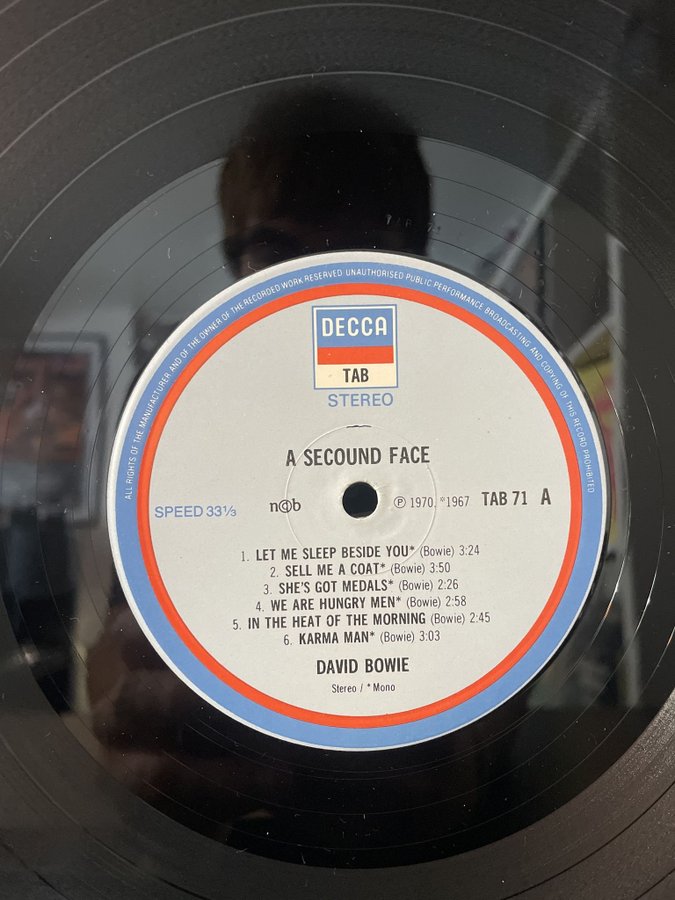 ALL RIGHTS OF THE MANUFACTURER AND OF THE OWNER OF THE RECORDED WORK RESERVED UNAUTHORISED PUBLIC PERFORMANCE BROADCASTING AND COPYING OF THIS RECORD PROHIBITED
DECCA
TAB
STEREO
A SECOUND FACE
SPEED 33⅓ ncb ℗ 1970. *1967 TAB 71 A
1. LET ME SLEEP BESIDE YOU* (Bowie) 3:24
2. SELL ME A COAT* (Bowie) 3:50
3. SHE'S GOT MEDALS* (Bowie) 2:26
4. WE ARE HUNGRY MEN* (Bowie) 2:58
5. IN THE HEAT OF THE MORNING (Bowie) 2:45
6. KARMA MAN* (Bowie) 3:03
DAVID BOWIE
Stereo / *Mono